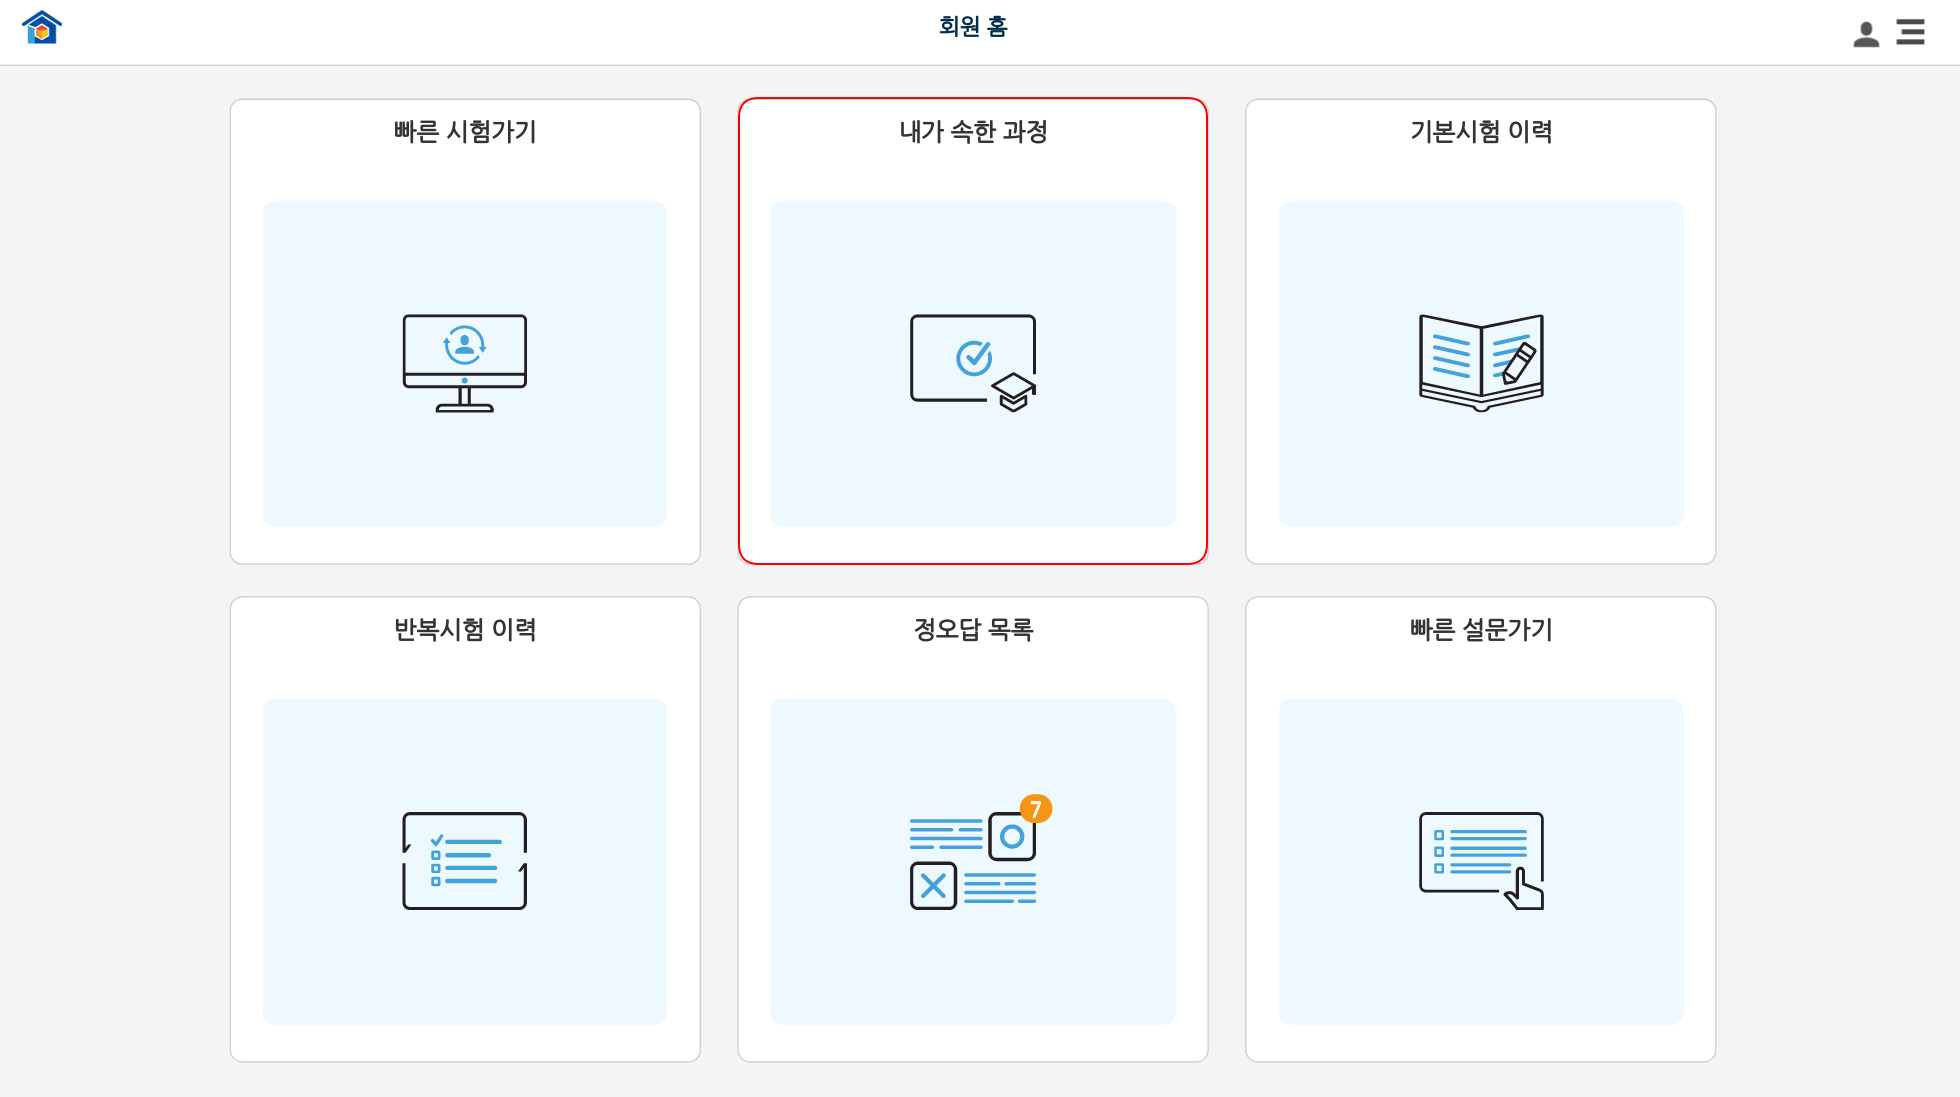 회원 홈
빠른 시험가기
내가 속한 과정
기본시험 이력
반복시험 이력
정오답 목록
빠른 설문가기
7